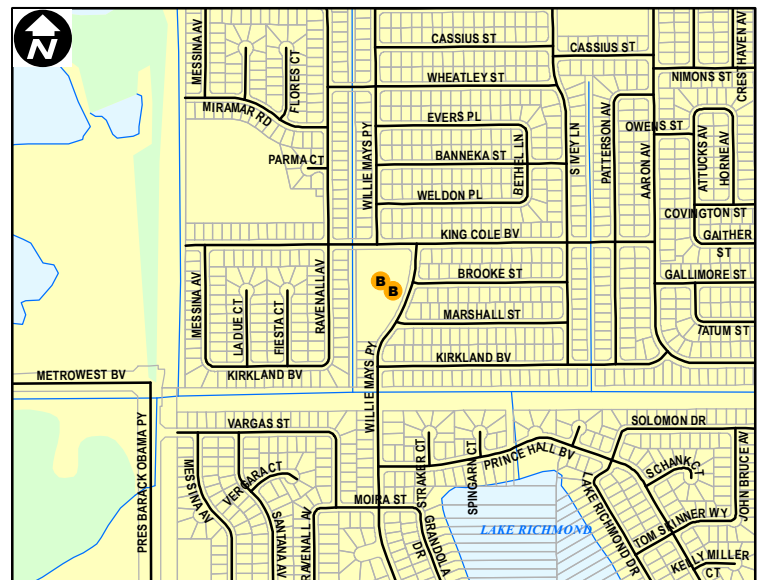 N
CASSIUS ST
CASSIUS ST
MESSINA AV
FLORES CT
WHEATLEY ST
NIMONS ST
CRESTHAVEN AV
MIRAMAR RD
EVERS PL
WILLIE MAYS PY
S IVEY LN
PATTERSON AV
OWENS ST
ATTUCKS AV
HORNE AV
PARMA CT
BANNEKA ST
BETHEL LN
AARON AV
WELDON PL
COVINGTON ST
KING COLE BV
GAITHER
ST
BROOKE ST
GALLIMORE ST
MESSINA AV
LADUE CT
FIESTA CT
RAVENALL AV
B
B
MARSHALL ST
TATUM ST
KIRKLAND BV
METROWEST BV
KIRKLAND BV
WILLIE MAYS PY
PRES BARACK OBAMA PY
VARGAS ST
SOLOMON DR
STRAKER CT
SPINGARN CT
PRINCE HALL BV
MESSINA AV
VERGARA CT
SCHANK CT
JOHN BRUCE AV
MOIRA ST
LAKE RICHMOND DR
SANTANA AV
RAVENALL AV
GRANDOLA
DR
LAKE RICHMOND
TOM SKINNER WY
KELLY MILLER
CT